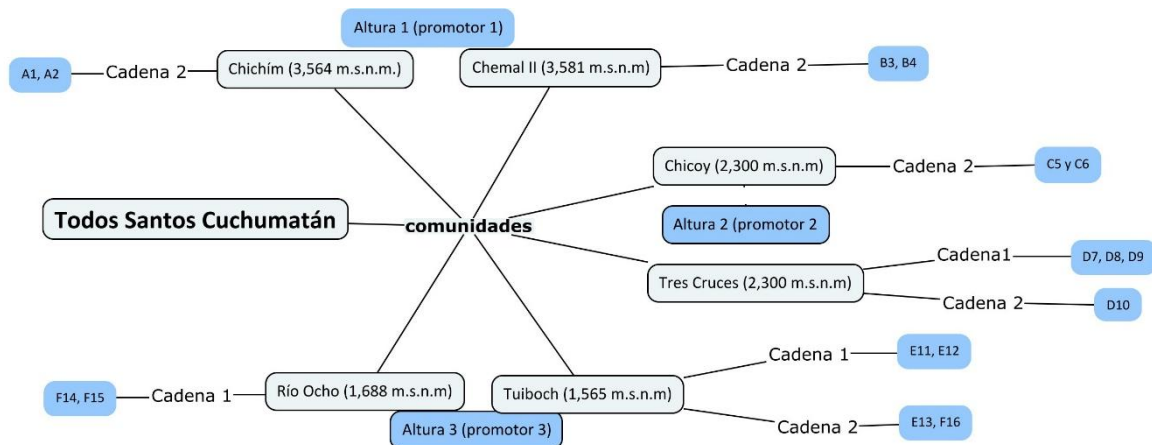 Altura 1 (promotor 1)
A1, A2
Cadena 2
Chichím (3,564 m.s.n.m.)
Chemal II (3,581 m.s.n.m)
Cadena 2
B3, B4
Chicoy (2,300 m.s.n.m)
Cadena 2
C5 y C6
Todos Santos Cuchumatán
comunidades
Altura 2 (promotor 2
Tres Cruces (2,300 m.s.n.m)
Cadena1
D7, D8, D9
Cadena 2
D10
F14, F15
Cadena 1
Río Ocho (1,688 m.s.n.m)
Tuiboch (1,565 m.s.n.m)
Cadena 1
E11, E12
Cadena 2
E13, F16
Altura 3 (promotor 3)